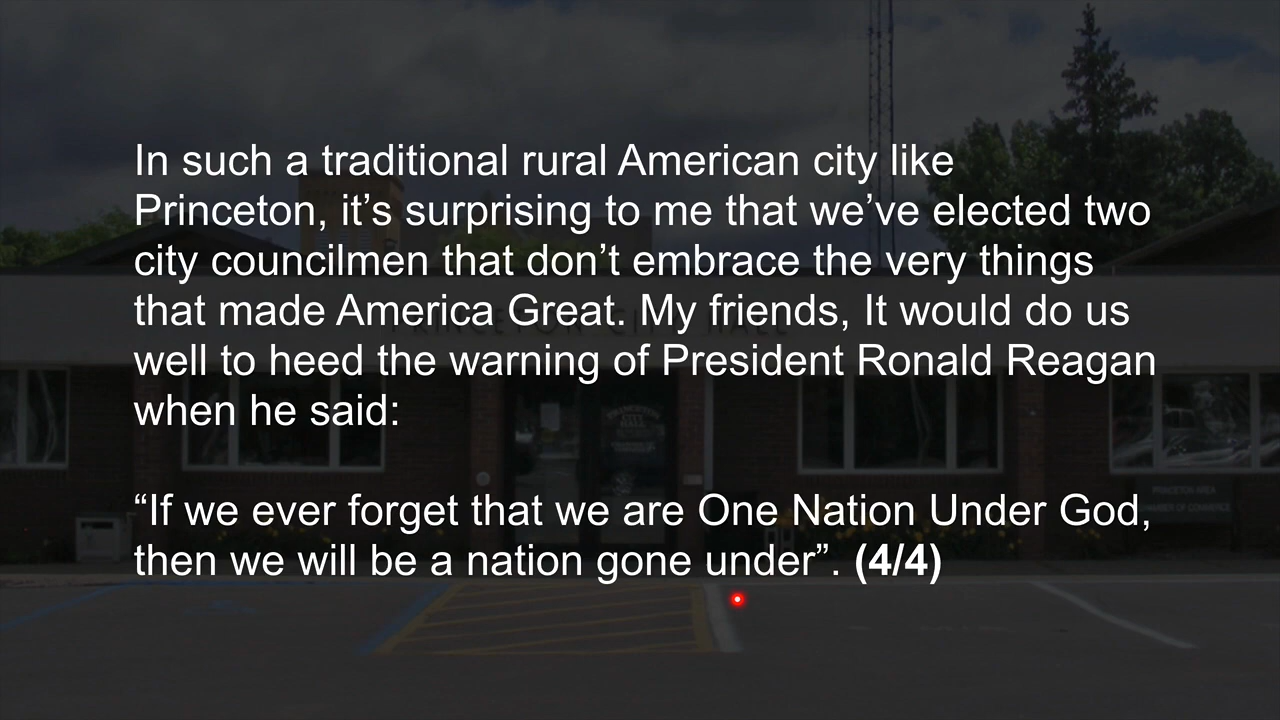 In such a traditional rural American city like
Princeton, it’s surprising to me that we’ve elected two
city councilmen that don’t embrace the very things
that made America Great. My friends, It would do us
well to heed the warning of President Ronald Reagan
when he said:
“If we ever forget that we are One Nation Under God,
then we will be a nation gone under”. (4/4)